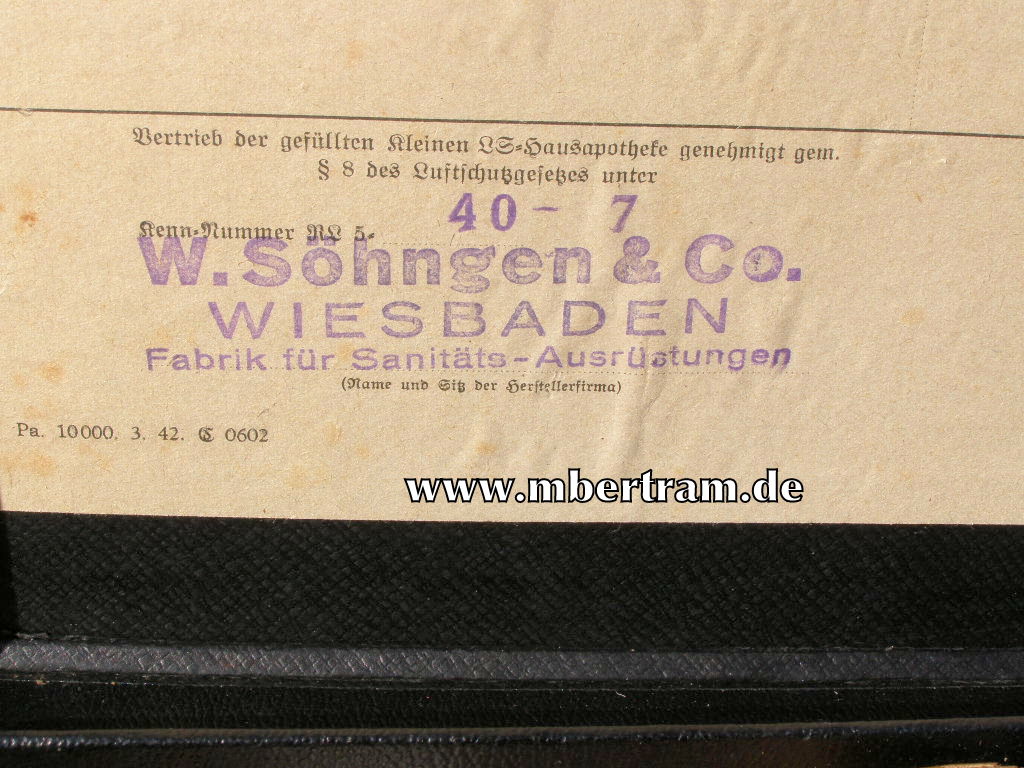 Vertrieb der gefüllten Kleinen LS-Hausapotheke genehmigt gem.
§ 8 des Luftschutzgesetzes unter
40 - 7
Kenn-Nummer RL 5-
W. Söhngen & Co.
WIESBADEN
Fabrik für Sanitäts-Ausrüstungen
(Name und Sitz der Herstellerfirma)
Pa. 10000. 3. 42. C 0602
www.mbertram.de